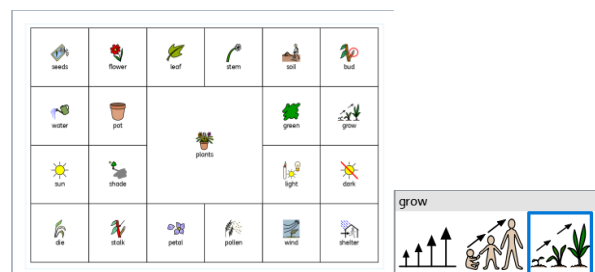 seeds flower leaf stem soil bud
water pot green grow
plants
sun shade light dark
die stalk petal pollen wind shelter
grow